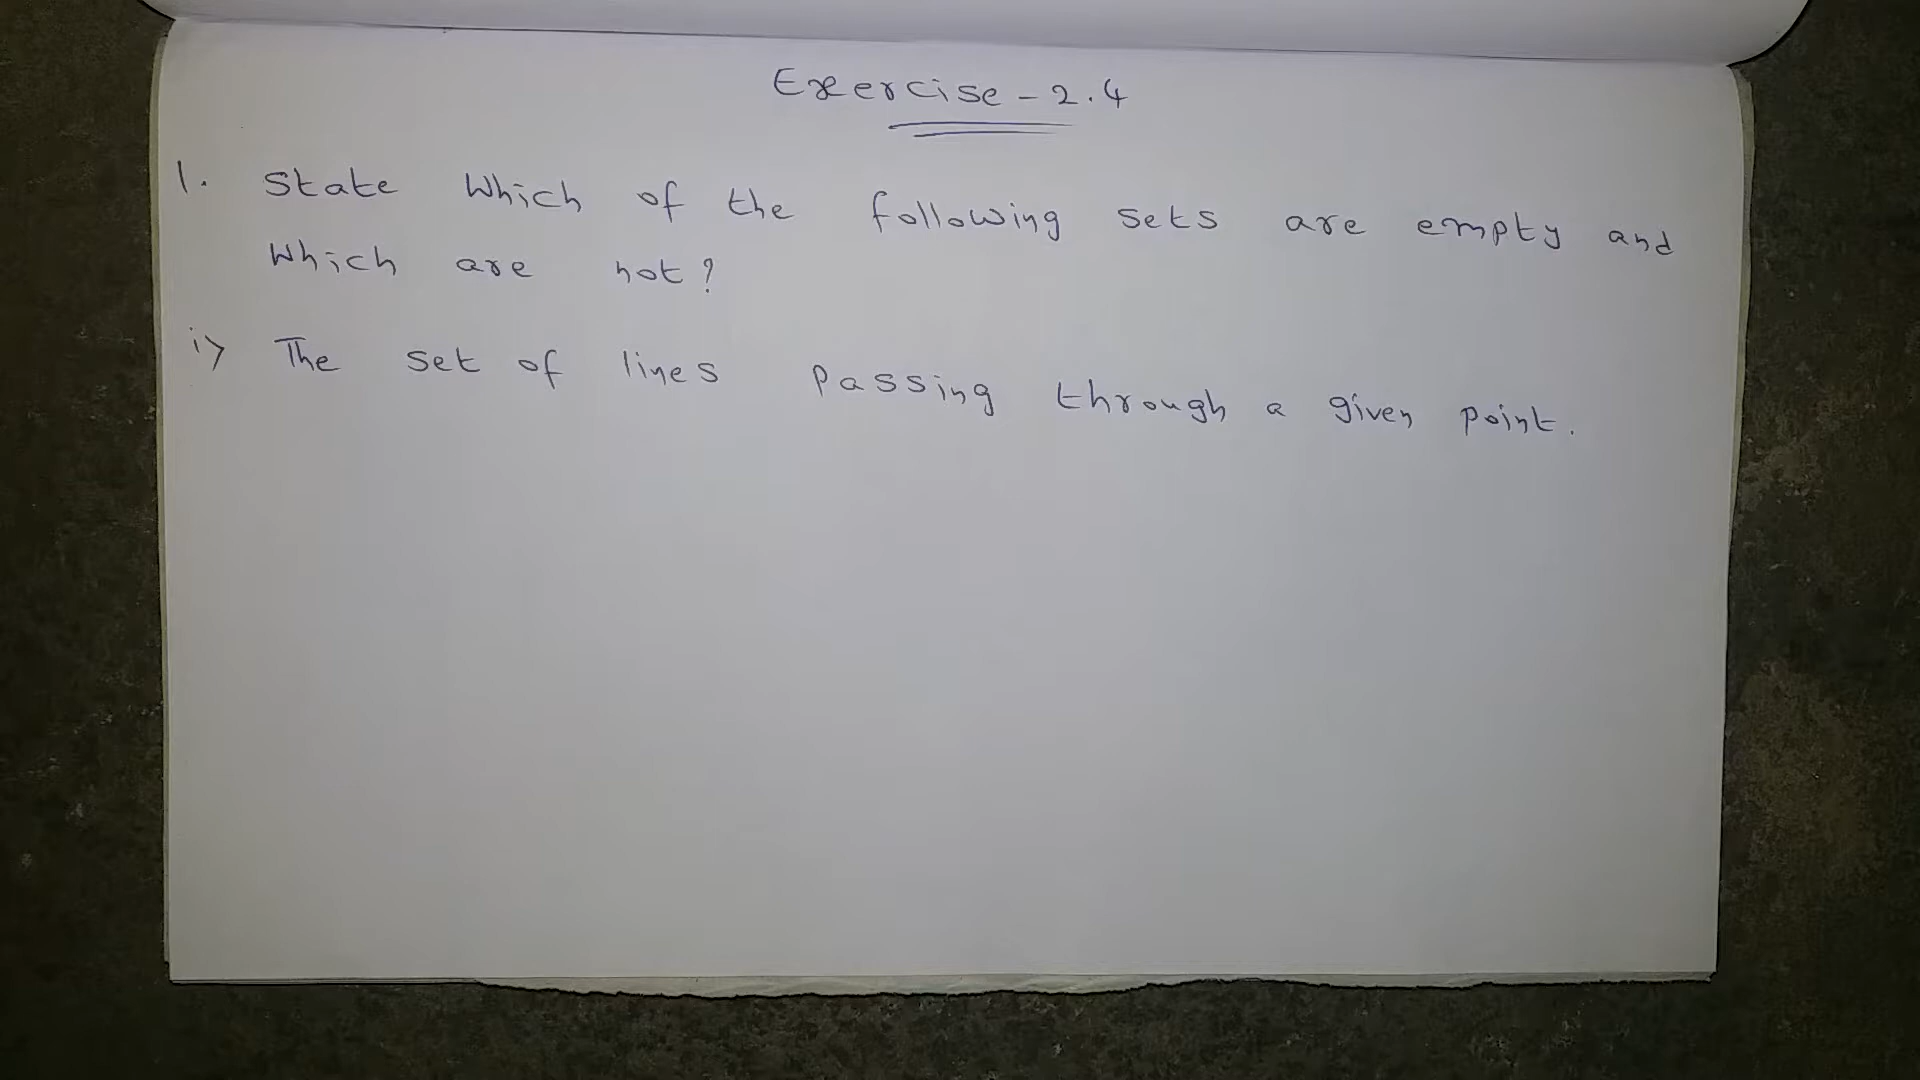 Exercise - 2.4
1. State Which of the following sets are empty and
Which are not?
i) The set of lines passing through a given point.